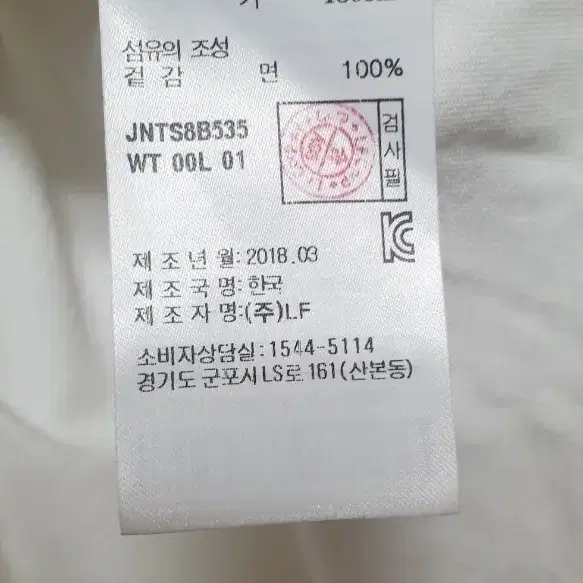 섬유의 조성
겉 감 면 100%
JNTS8B535
WT 00L 01
검사필
제 조 년 월: 2018.03
제 조 국 명: 한국
제 조 자 명:(주)LF
소비자상담실:1544-5114
경기도 군포시 LS로 161(산본동)